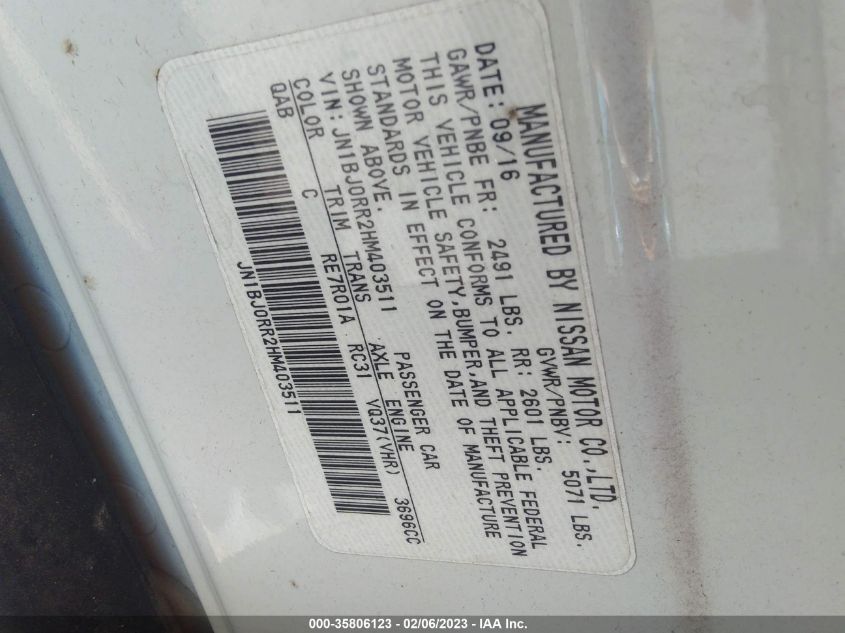 MANUFACTURED BY NISSAN MOTOR CO.,LTD.
DATE: 09/16 GVWR/PNBV: 5071 LBS.
GAWR/PNBE FR: 2491 LBS. RR: 2601 LBS.
THIS VEHICLE CONFORMS TO ALL APPLICABLE FEDERAL
MOTOR VEHICLE SAFETY,BUMPER,AND THEFT PREVENTION
STANDARDS IN EFFECT ON THE DATE OF MANUFACTURE
SHOWN ABOVE.
VIN: JN1BJ0RR2HM403511 PASSENGER CAR
COLOR TRIM TRANS AXLE ENGINE
QAB C RE7R01A RC31 VQ37(VHR) 3696CC
JN1BJ0RR2HM403511
000-35806123 - 02/06/2023 - IAA Inc.